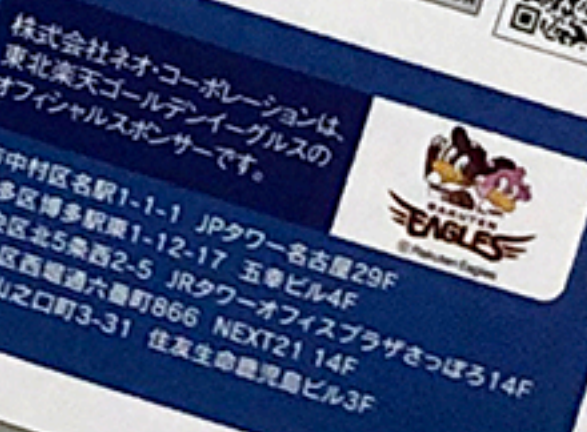 株式会社ネオ・コーポレーションは、
東北楽天ゴールデンイーグルスの
オフィシャルスポンサーです。
RAKUTEN
EAGLES
©Rakuten Eagles
中村区名駅1-1-1 JPタワー名古屋29F
多区博多駅東1-12-17 五幸ビル4F
区北5条西2-5 JRタワーオフィスプラザさっぽろ14F
区西堀通六番町866 NEXT21 14F
山之口町3-31 住友生命鹿児島ビル3F